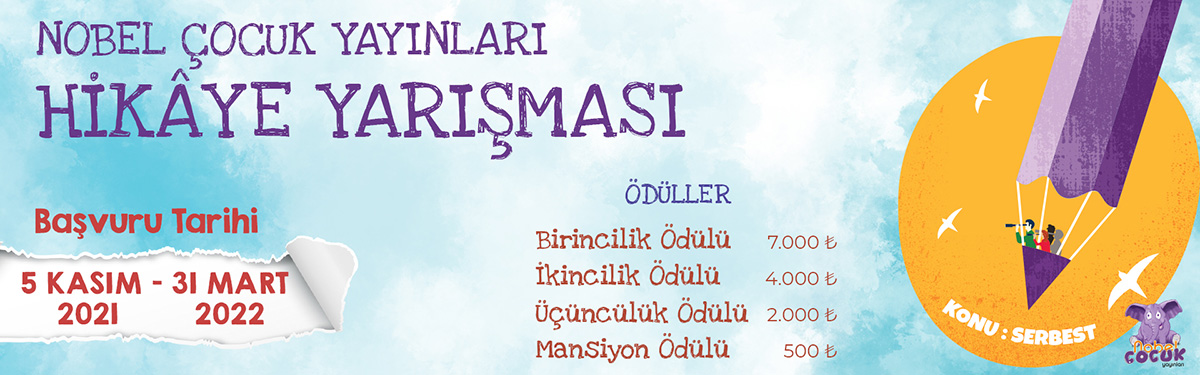 NOBEL ÇOCUK YAYINLARI
HİKÂYE YARIŞMASI
Başvuru Tarihi
5 KASIM - 31 MART
2021 2022
ÖDÜLLER
Birincilik Ödülü 7.000 ₺
İkincilik Ödülü 4.000 ₺
Üçüncülük Ödülü 2.000 ₺
Mansiyon Ödülü 500 ₺
KONU : SERBEST
Nobel
ÇOCUK
yayınları